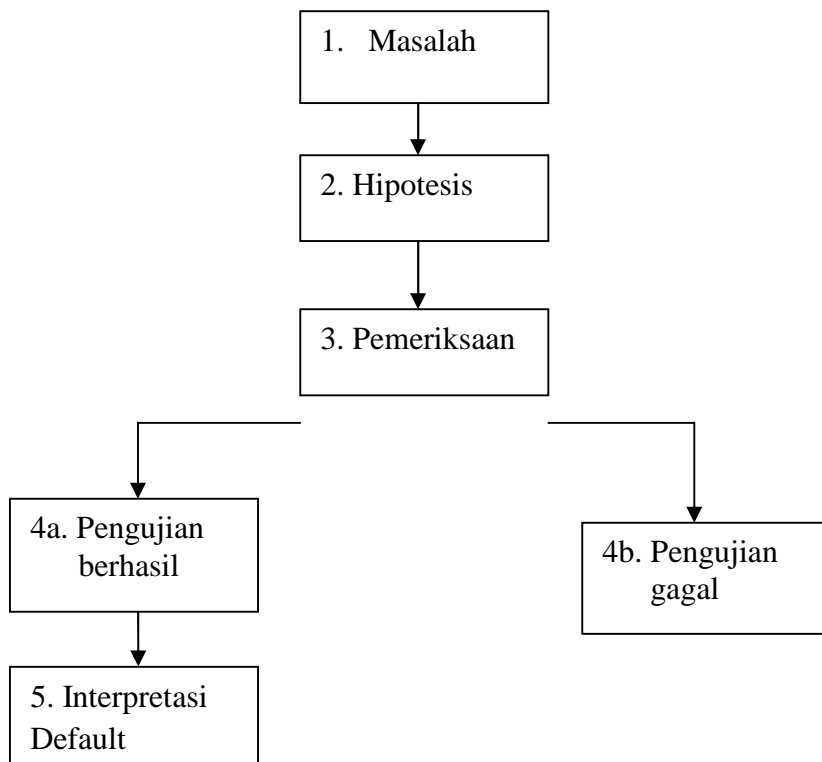 1. Masalah
2. Hipotesis
3. Pemeriksaan
4a. Pengujian
berhasil
4b. Pengujian
gagal
5. Interpretasi
Default